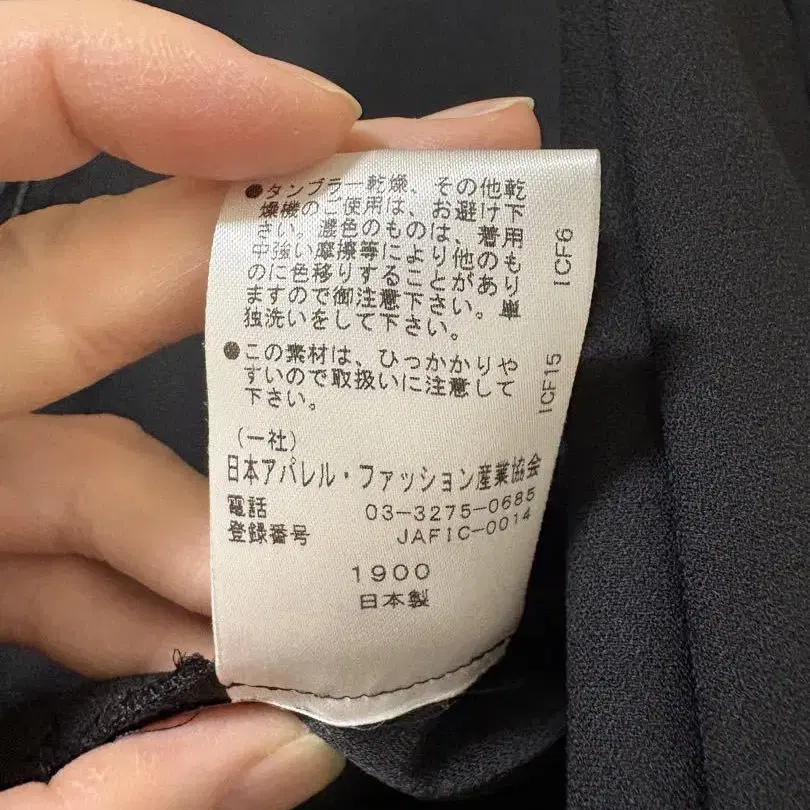 ●タンブラー乾燥、その他乾
燥機のご使用は、お避け下
さい。濃色のものは、着用
中強い摩擦等により他のも
のに色移りすることがあり
ますので御注意下さい。単
独洗いをして下さい。
ICF6
●この素材は、ひっかかりや
すいので取扱いに注意して
下さい。
ICF15
(一社)
日本アパレル・ファッション産業協会
電話 03-3275-0685
登録番号 JAFIC-0014
1900
日本製